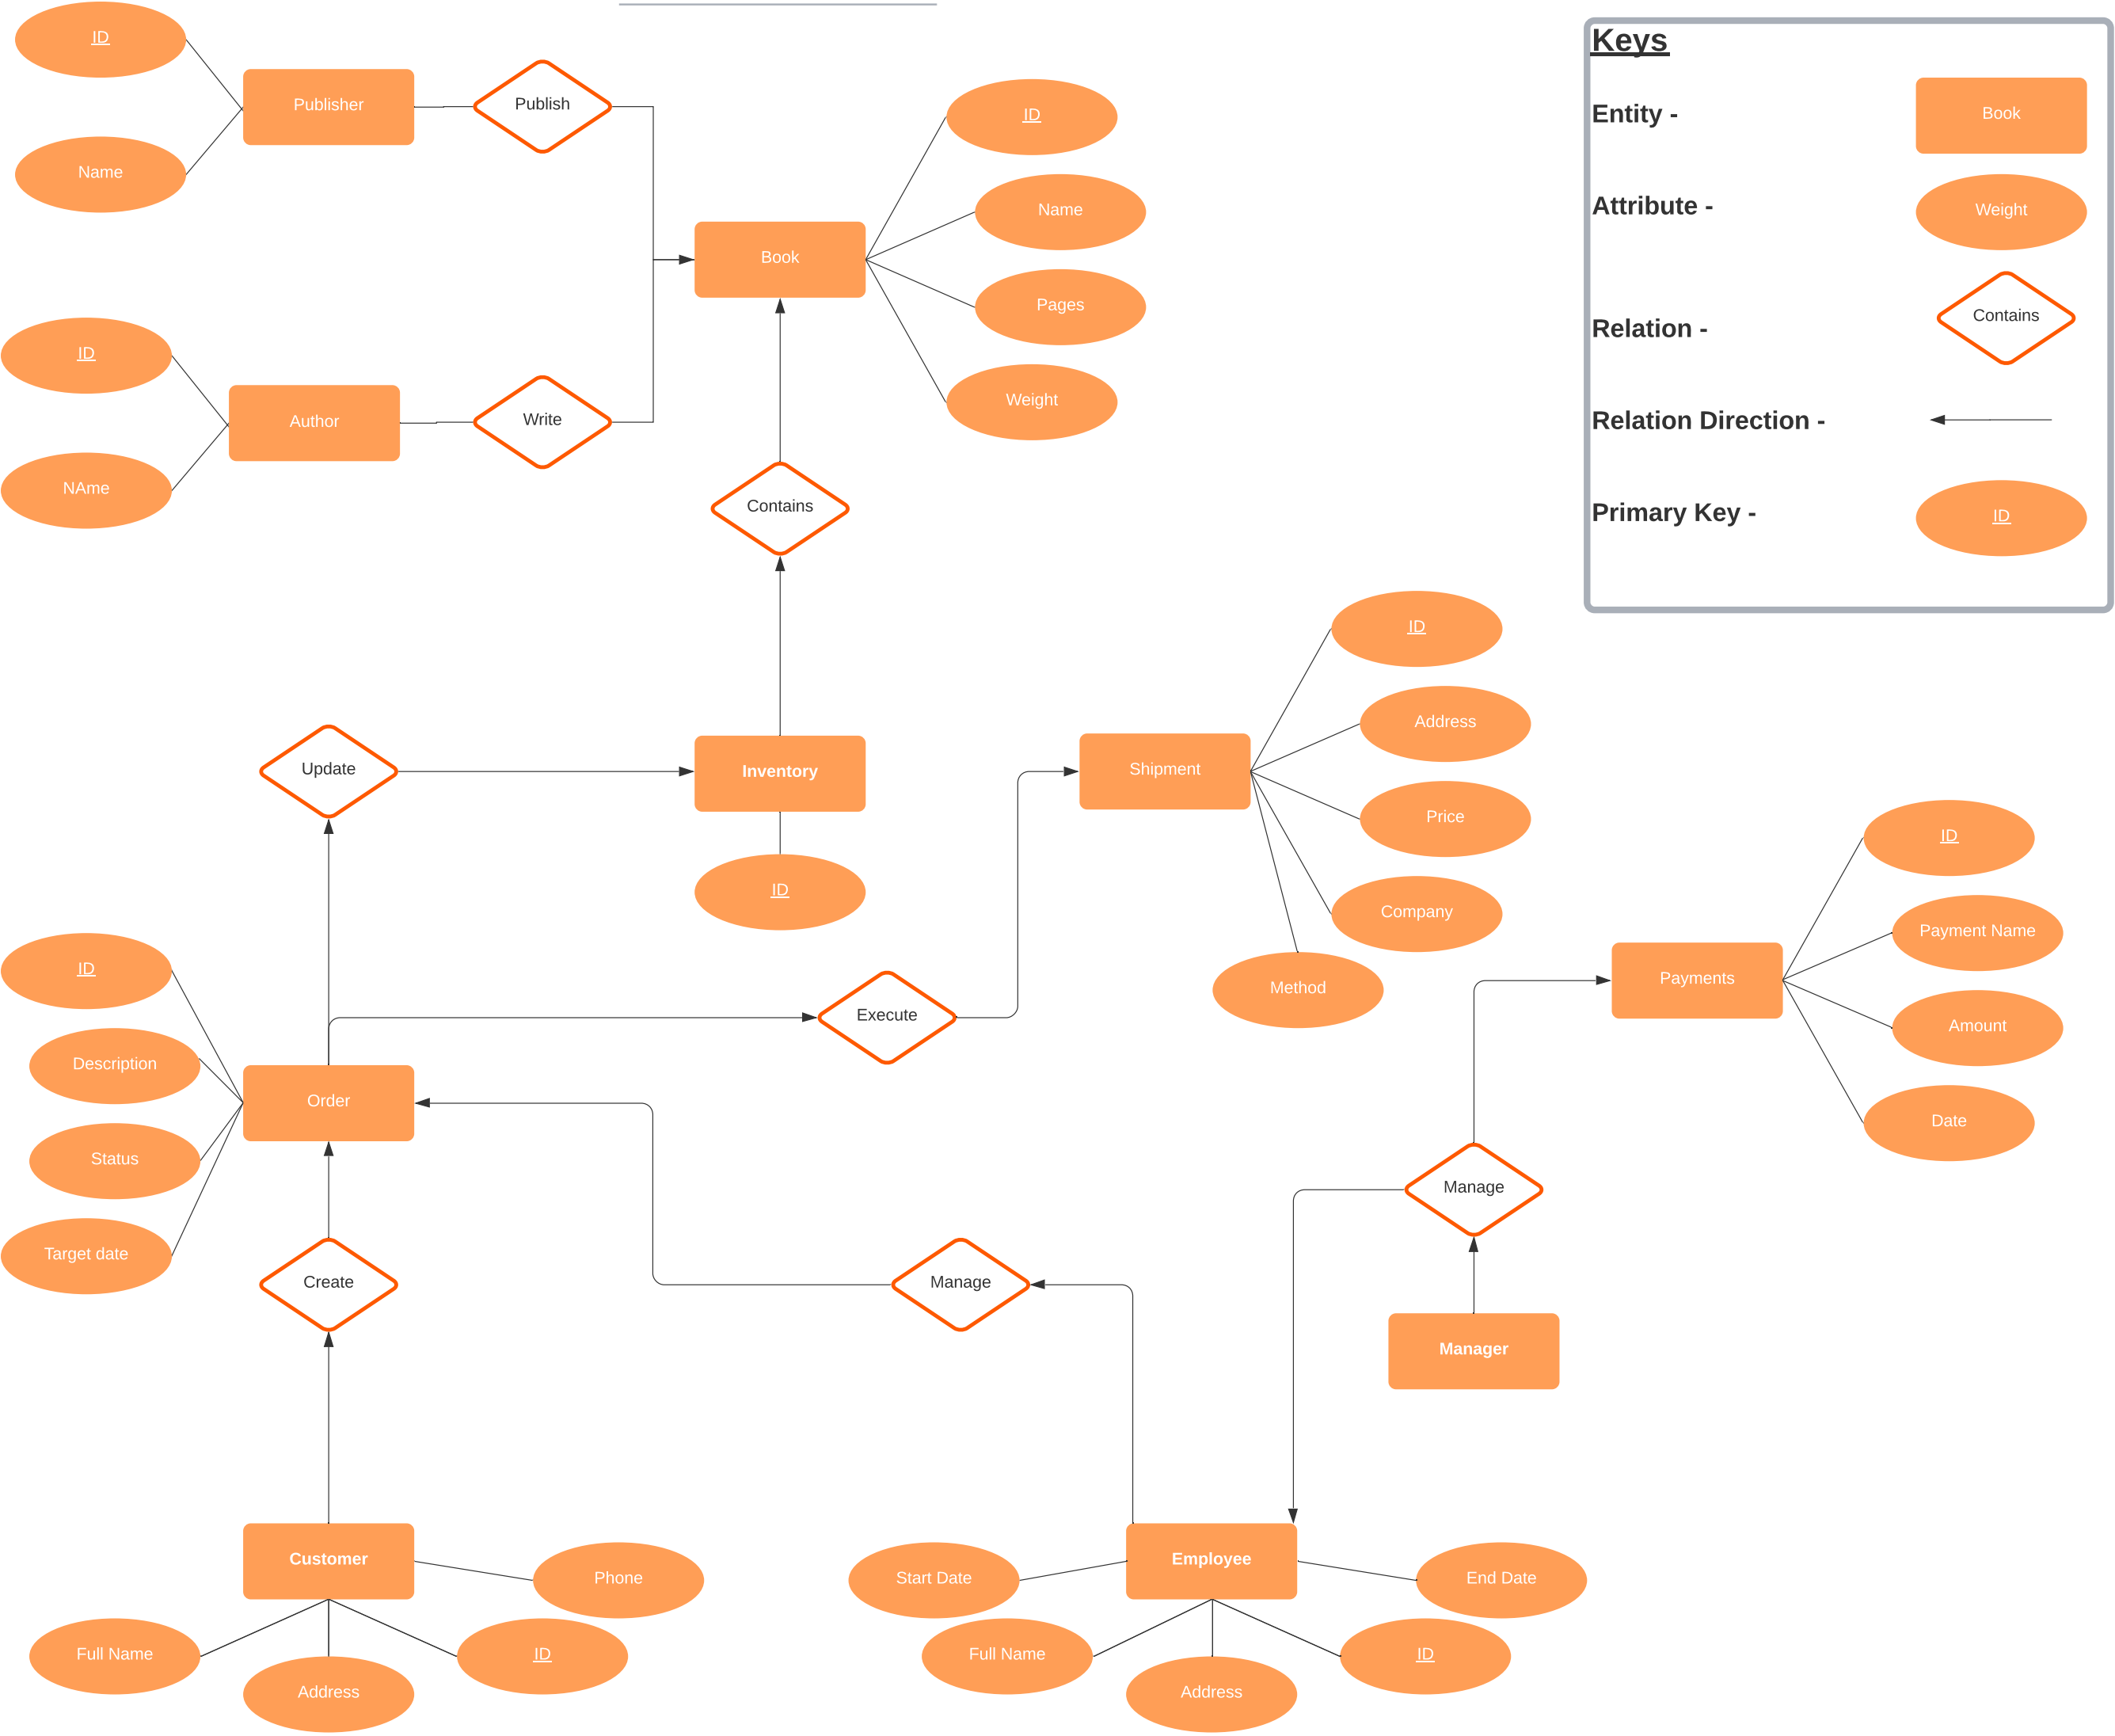 Keys
Entity -
Book
Attribute -
Weight
Relation -
Contains
Relation Direction -
Primary Key -
ID
ID
Publisher
Name
Publish
Book
ID
Name
Pages
Weight
ID
Author
NAme
Write
Contains
Update
Inventory
ID
Shipment
ID
Address
Price
Company
Method
Execute
ID
Description
Status
Target date
Order
Create
Manage
Manage
Payments
ID
Payment Name
Amount
Date
Manager
Customer
Phone
Full Name
Address
ID
Employee
Start Date
End Date
Full Name
Address
ID